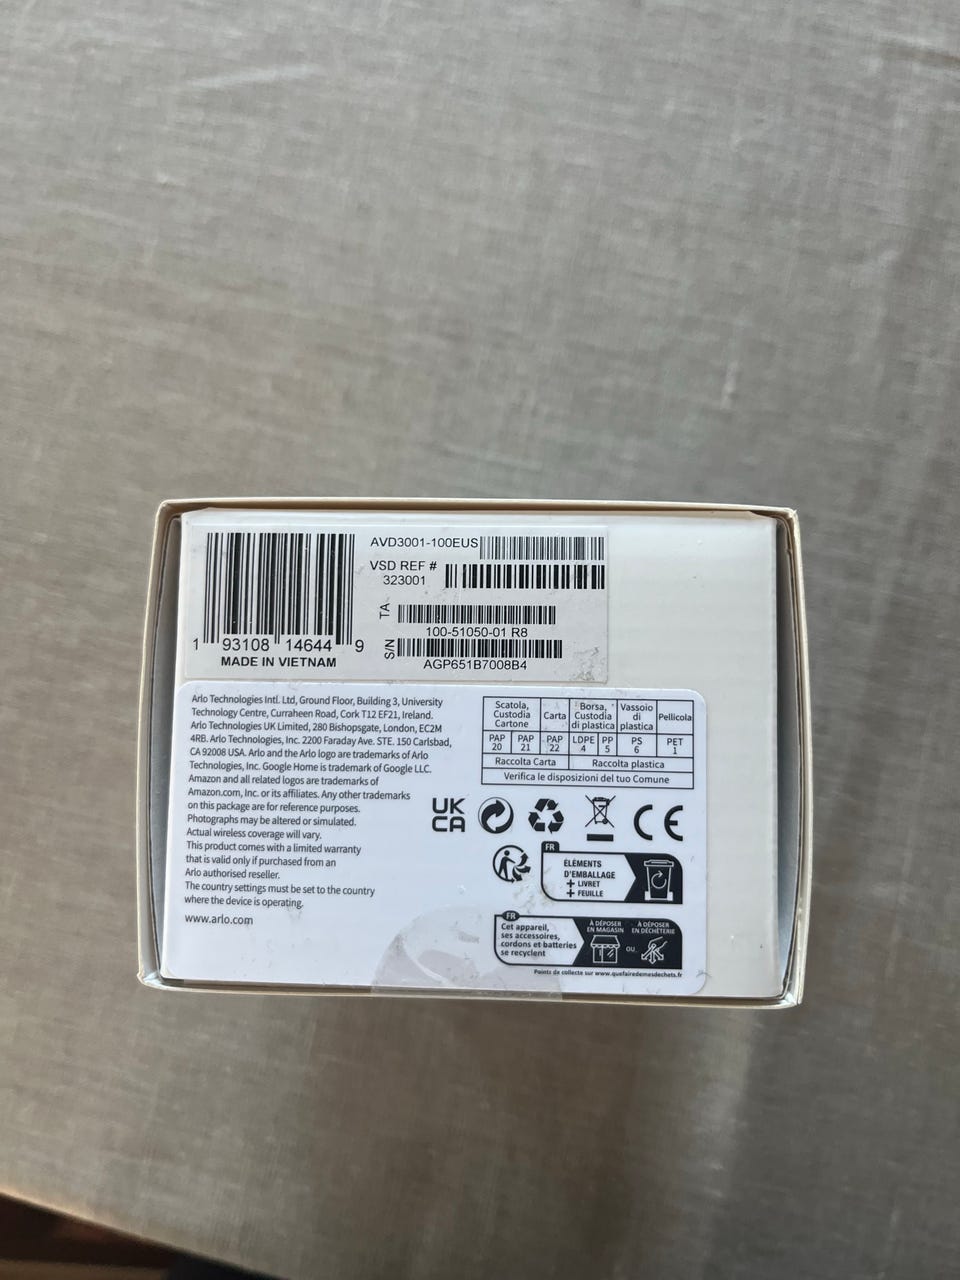 AVD3001-100EUS
VSD REF #
323001
TA
100-51050-01 R8
S/N
AGP651B7008B4
1 93108 14644 9
MADE IN VIETNAM
Arlo Technologies Intl. Ltd, Ground Floor, Building 3, University
Technology Centre, Curraheen Road, Cork T12 EF21, Ireland.
Arlo Technologies UK Limited, 280 Bishopsgate, London, EC2M
4RB. Arlo Technologies, Inc. 2200 Faraday Ave. STE. 150 Carlsbad,
CA 92008 USA. Arlo and the Arlo logo are trademarks of Arlo
Technologies, Inc. Google Home is trademark of Google LLC.
Amazon and all related logos are trademarks of
Amazon.com, Inc. or its affiliates. Any other trademarks
on this package are for reference purposes.
Photographs may be altered or simulated.
Actual wireless coverage will vary.
This product comes with a limited warranty
that is valid only if purchased from an
Arlo authorised reseller.
The country settings must be set to the country
where the device is operating.
www.arlo.com
Scatola, Custodia Cartone
Carta
Borsa, Custodia di plastica
Vassoio di plastica
Pellicola
PAP 20 PAP 21 PAP 22 LDPE 4 PP 5 PS 6 PET 1
Raccolta Carta Raccolta plastica
Verifica le disposizioni del tuo Comune
UK
CA
CE
FR
ÉLÉMENTS
D'EMBALLAGE
+ LIVRET
+ FEUILLE
FR
Cet appareil,
ses accessoires,
cordons et batteries
se recyclent
À DÉPOSER
EN MAGASIN
OU
À DÉPOSER
EN DÉCHÈTERIE
Points de collecte sur www.quefairedemesdechets.fr